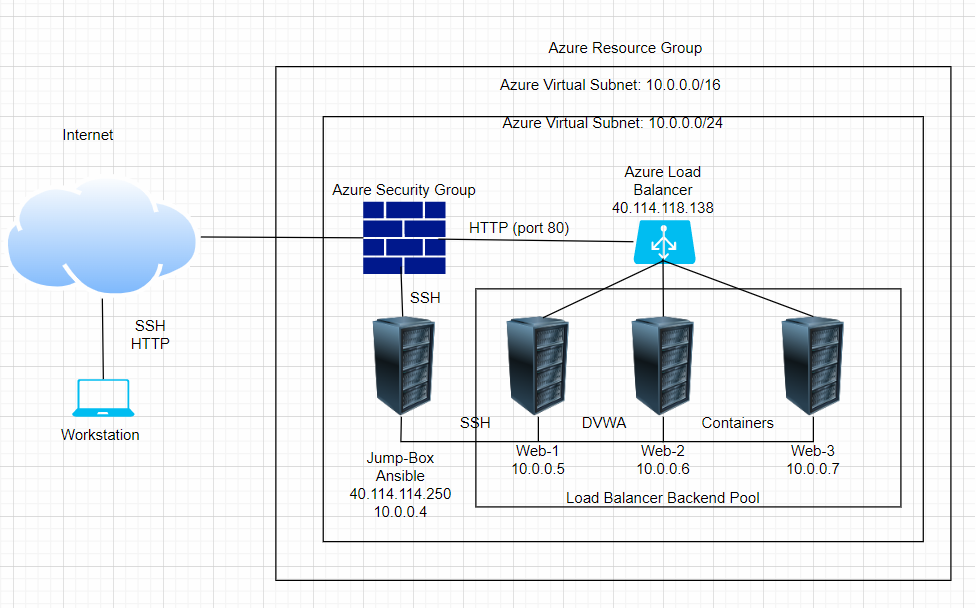 Azure Resource Group
Azure Virtual Subnet: 10.0.0.0/16
Azure Virtual Subnet: 10.0.0.0/24
Internet
Azure Security Group
Azure Load
Balancer
40.114.118.138
HTTP (port 80)
SSH
SSH
HTTP
Workstation
SSH
DVWA
Containers
Jump-Box
Ansible
40.114.114.250
10.0.0.4
Web-1
10.0.0.5
Web-2
10.0.0.6
Web-3
10.0.0.7
Load Balancer Backend Pool